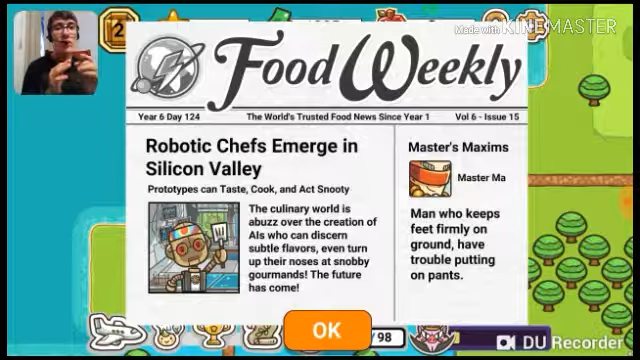 Made with KINEMASTER
Food Weekly
Year 6 Day 124
The World's Trusted Food News Since Year 1
Vol 6 - Issue 15
Robotic Chefs Emerge in
Silicon Valley
Prototypes can Taste, Cook, and Act Snooty
The culinary world is
abuzz over the creation of
AIs who can discern
subtle flavors, even turn
up their noses at snobby
gourmands! The future
has come!
Master's Maxims
Master Ma
Man who keeps
feet firmly on
ground, have
trouble putting
on pants.
OK
/98
DU Recorder